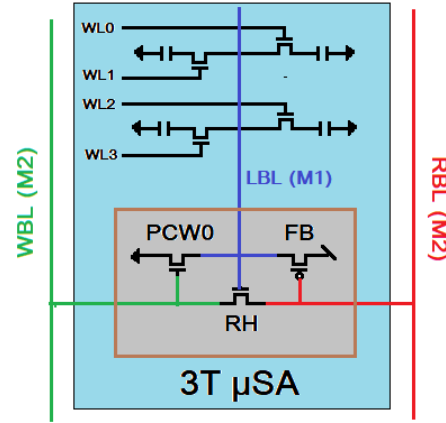 WL0
WL1
WL2
WL3
LBL (M1)
WBL (M2)
RBL (M2)
PCW0
FB
RH
3T µSA